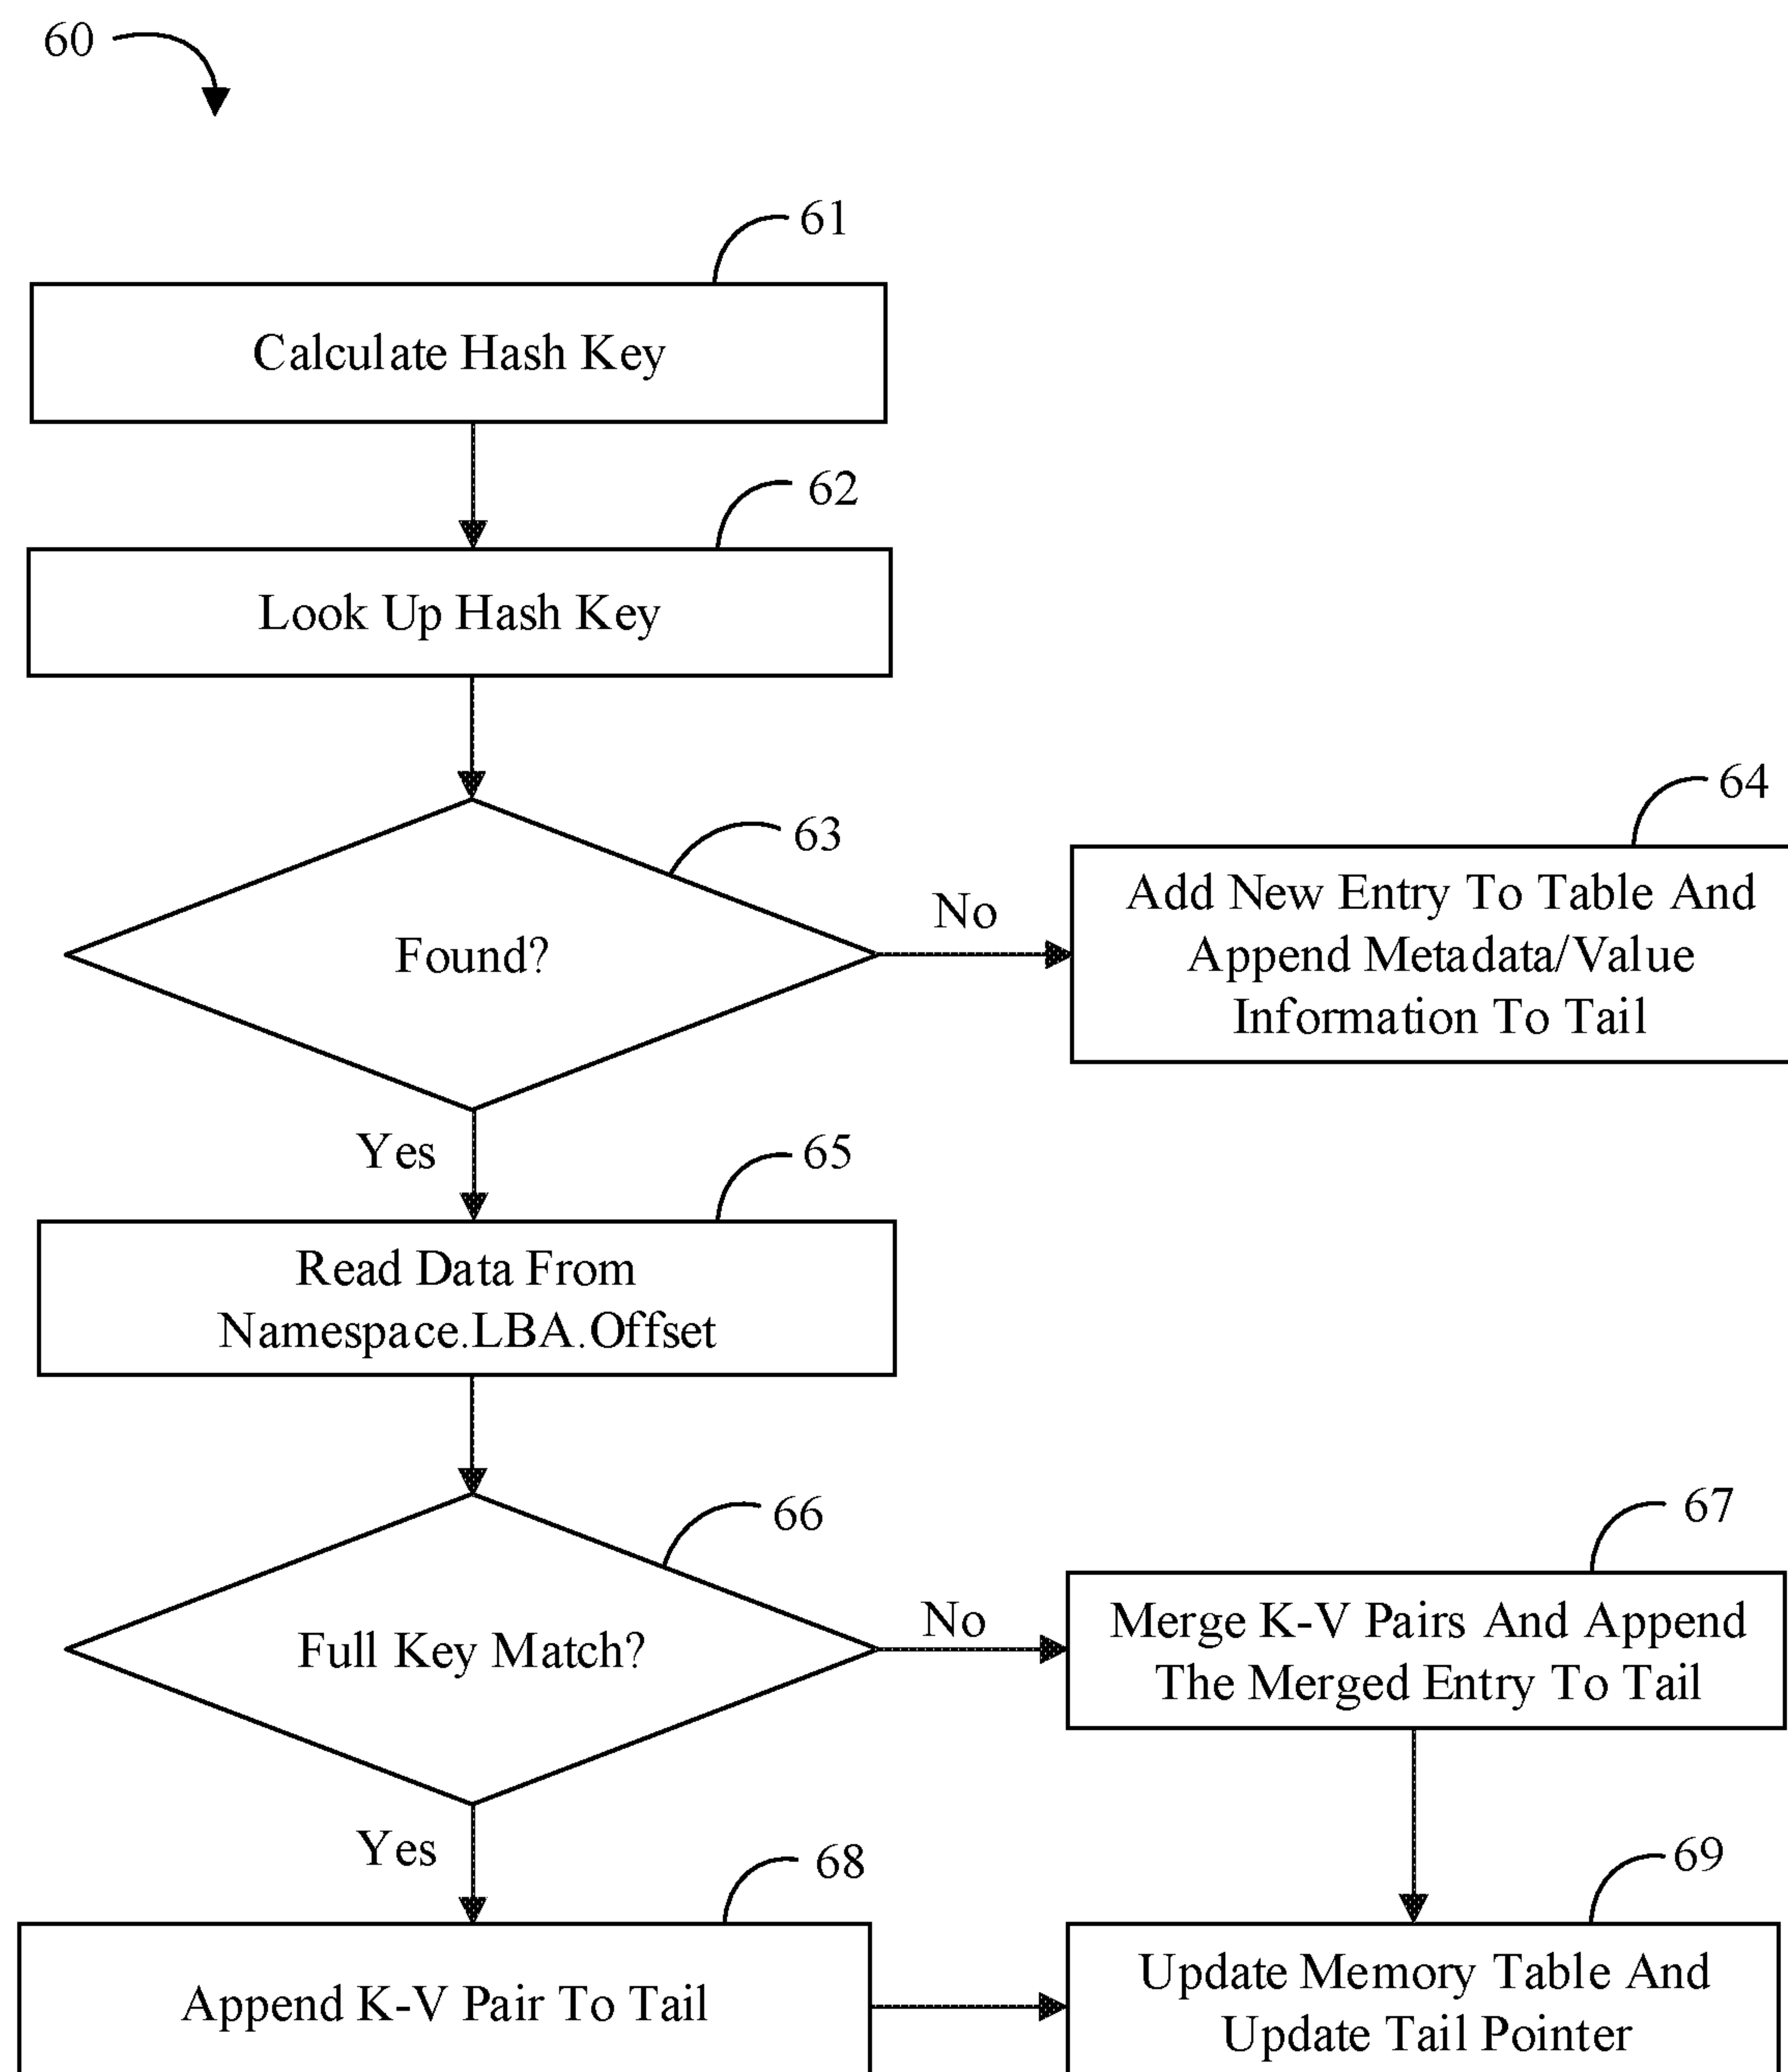 60
61
Calculate Hash Key
62
Look Up Hash Key
63
Found?
No
64
Add New Entry To Table And
Append Metadata/Value
Information To Tail
Yes
65
Read Data From
Namespace.LBA.Offset
66
Full Key Match?
No
67
Merge K-V Pairs And Append
The Merged Entry To Tail
Yes
68
Append K-V Pair To Tail
69
Update Memory Table And
Update Tail Pointer